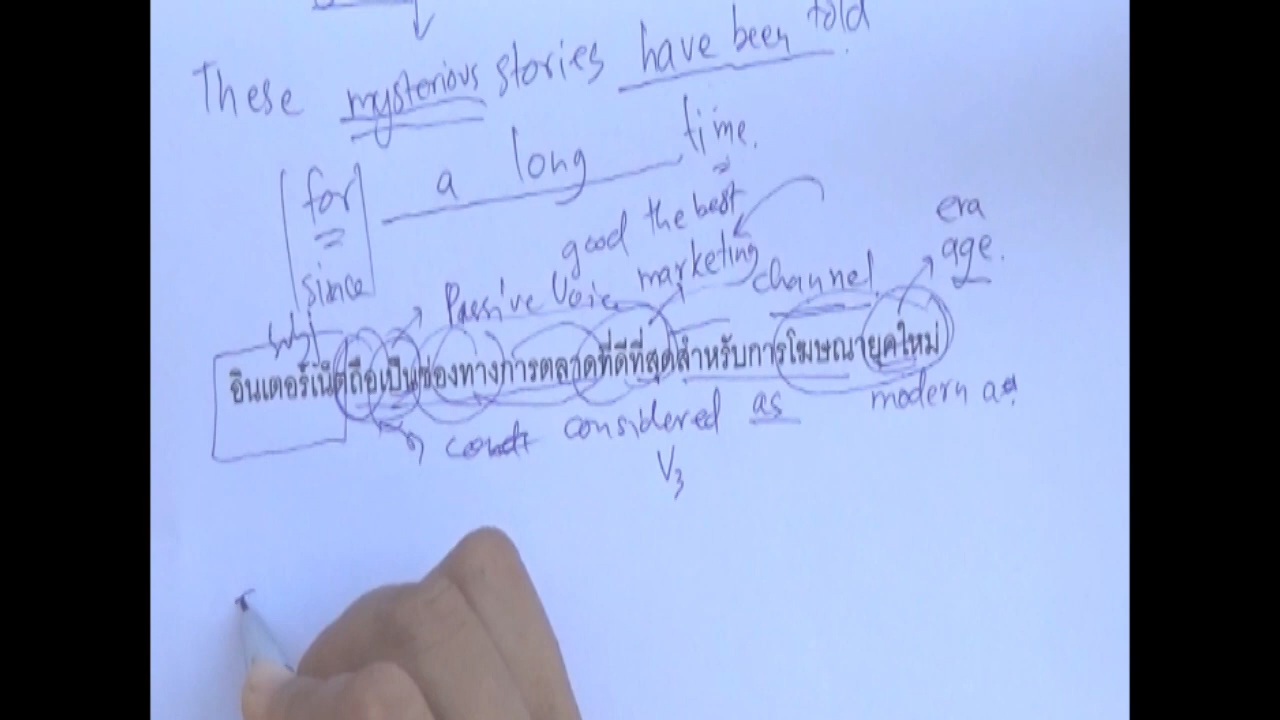 These mysterious stories have been told
for a long time.
since
good the best
era
age.
Passive Voice marketing channel
อินเตอร์เน็ตถือเป็นช่องทางการตลาดที่ดีที่สุดสำหรับการโฆษณายุคใหม่
considered as modern
V3